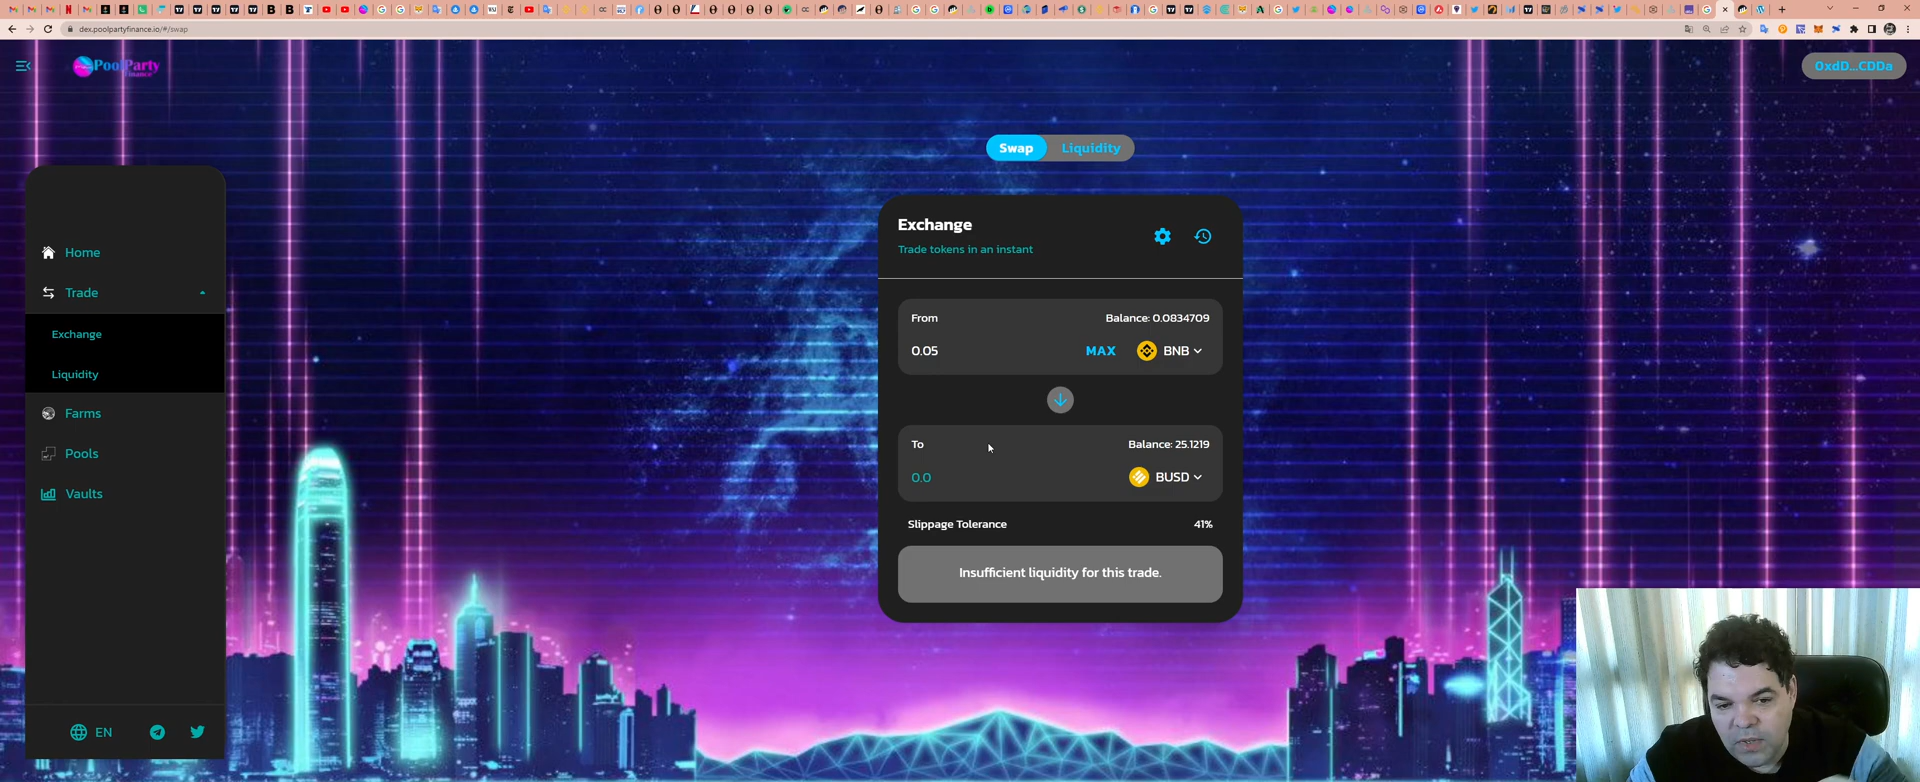 dex.poolpartyfinance.io/#/swap
PoolParty
Finance
0xdD...CDDa
Swap
Liquidity
Home
Trade
Exchange
Liquidity
Farms
Pools
Vaults
EN
Exchange
Trade tokens in an instant
From
Balance: 0.0834709
0.05
MAX
BNB
To
Balance: 25.1219
0.0
BUSD
Slippage Tolerance
41%
Insufficient liquidity for this trade.